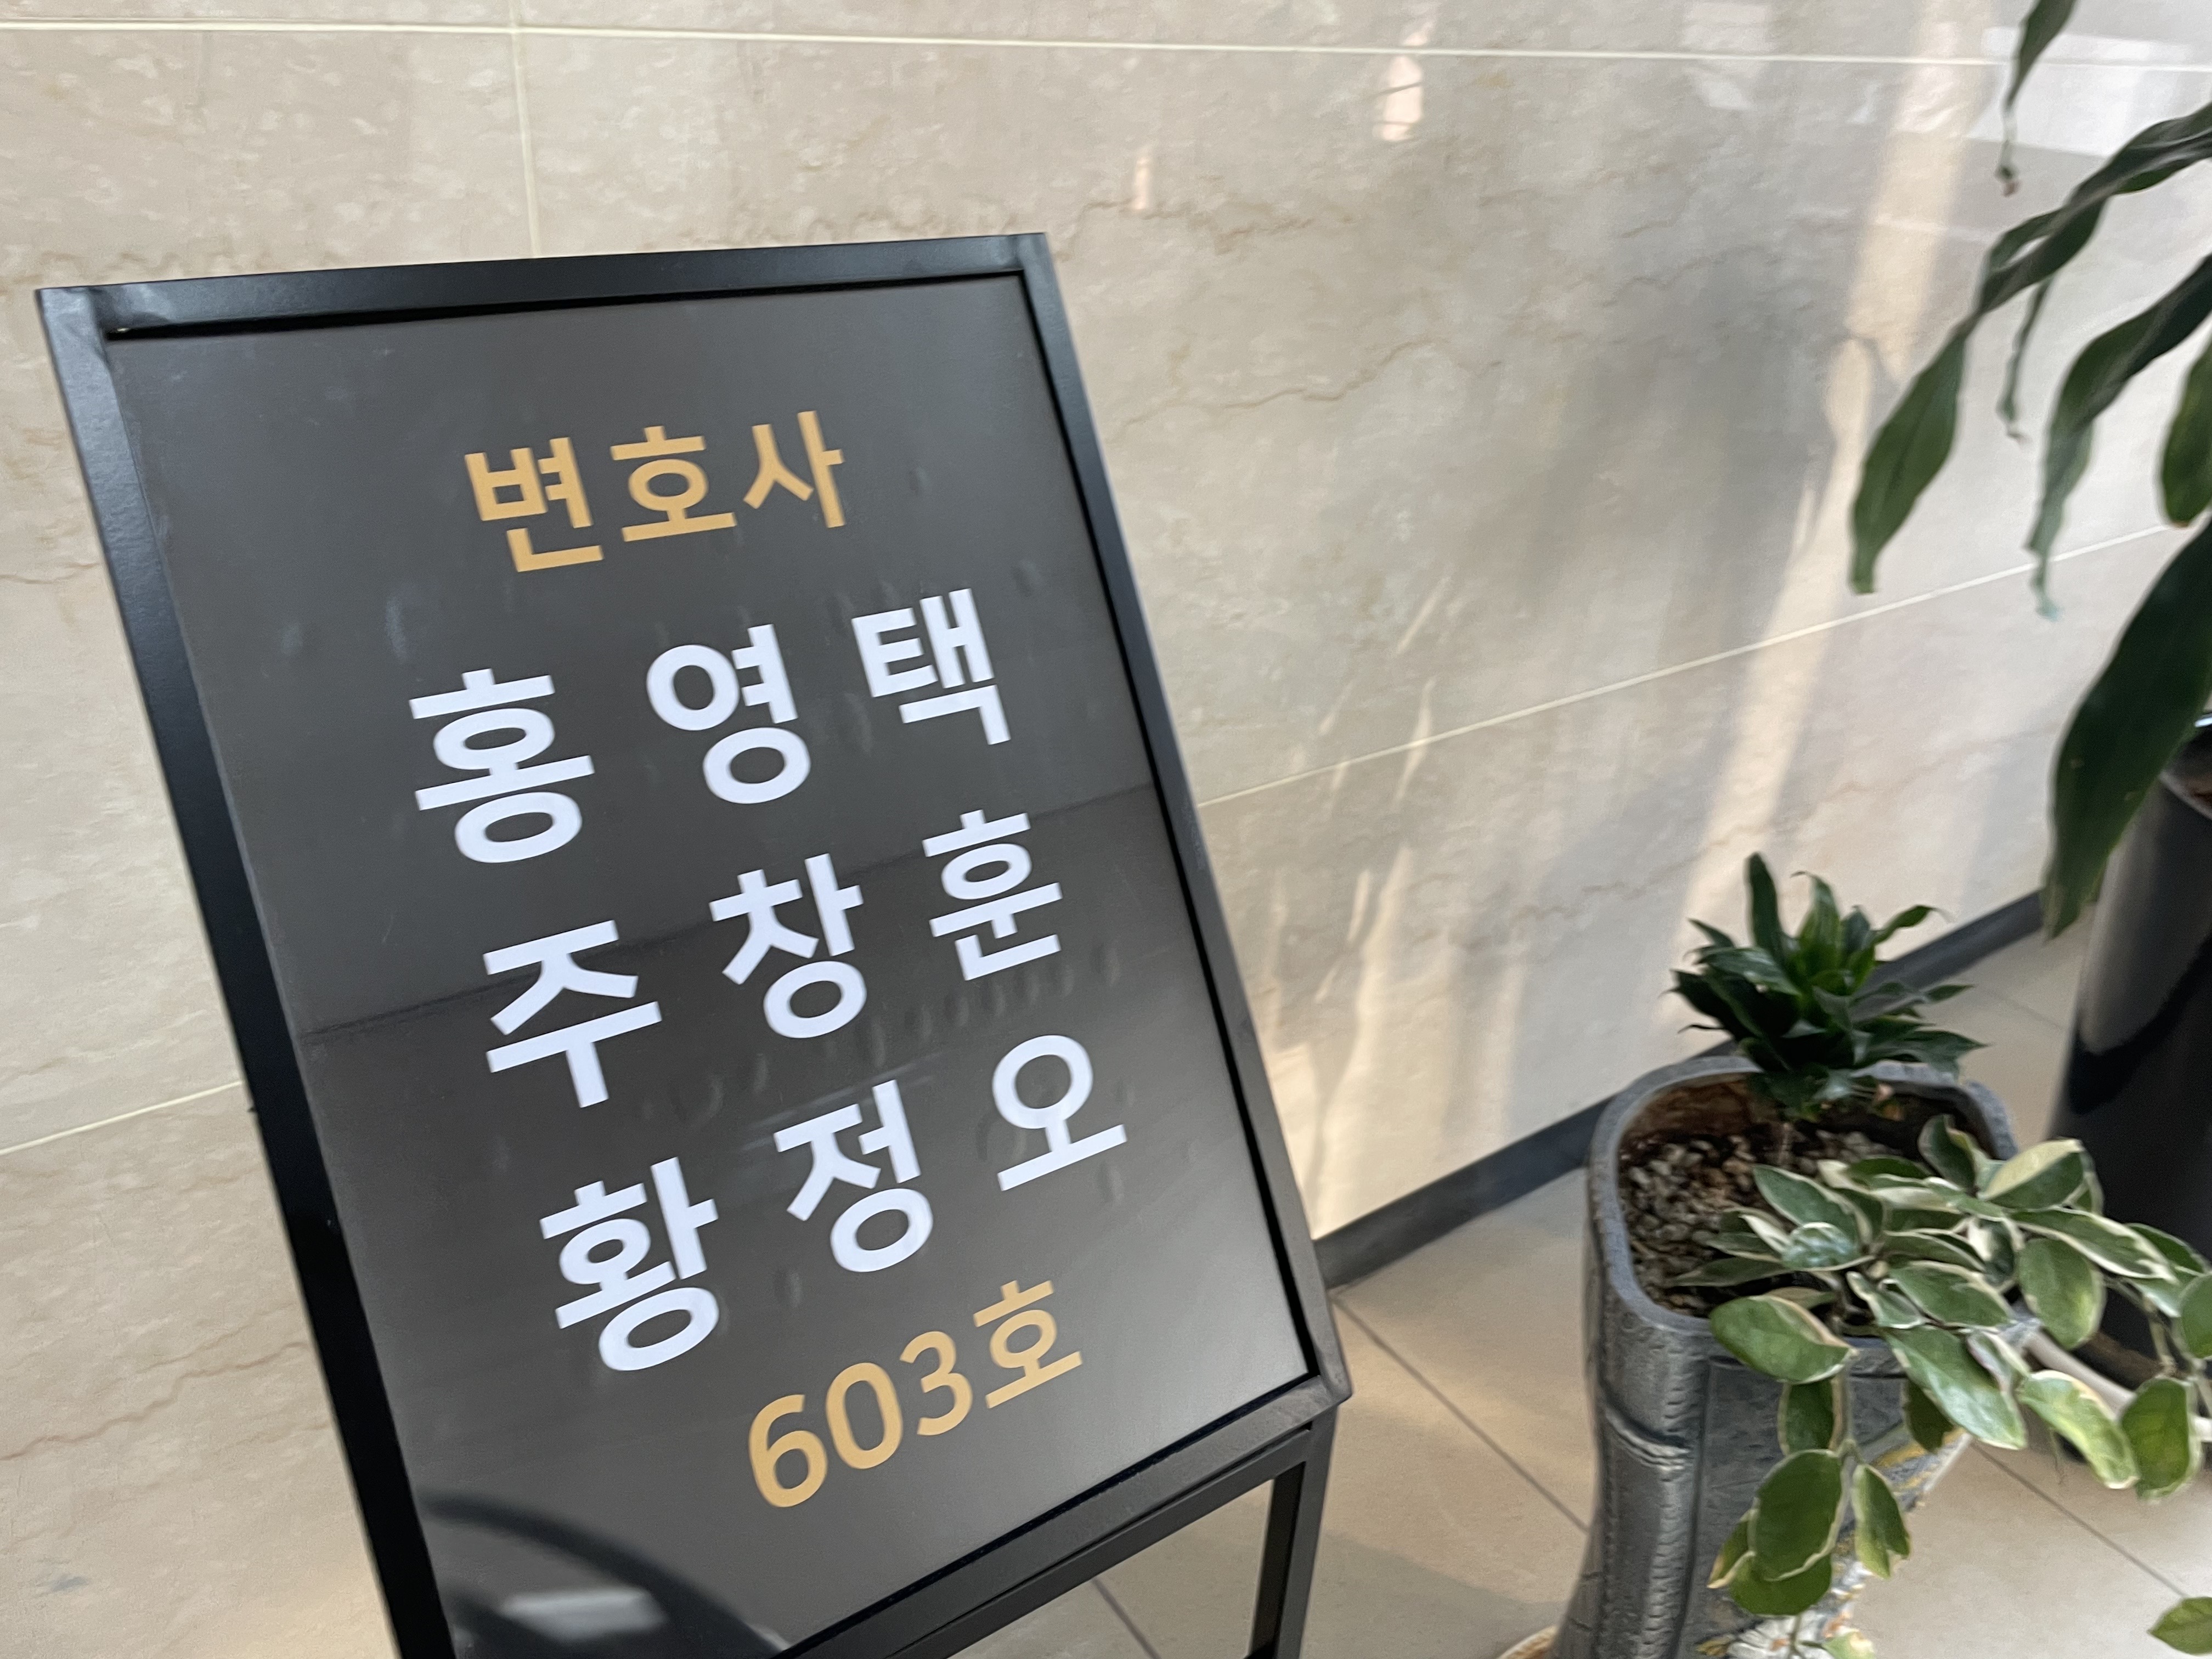 변호사
홍 영 택
주 창 훈
황 정 오
603호